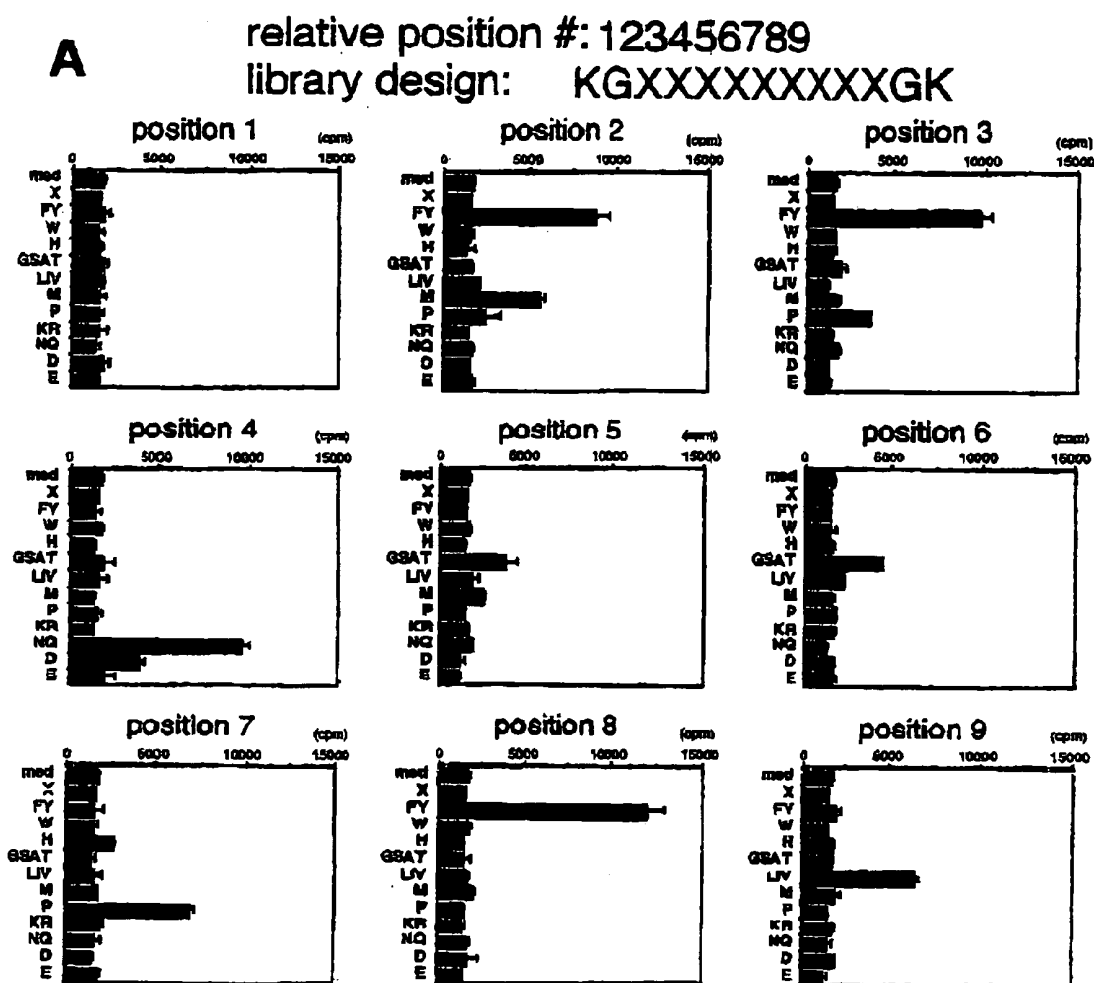 A
relative position #: 123456789
library design: KGXXXXXXXXXGK
position 1 (cpm)
0 5000 10000 15000
med
X
FY
W
H
GSAT
LIV
M
P
KR
NQ
D
E
position 2 (cpm)
0 5000 10000 15000
med
X
FY
W
H
GSAT
LIV
M
P
KR
NQ
D
E
position 3 (cpm)
0 5000 10000 15000
med
X
FY
W
H
GSAT
LIV
M
P
KR
NQ
D
E
position 4 (cpm)
0 5000 10000 15000
med
X
FY
W
H
GSAT
LIV
M
P
KR
NQ
D
E
position 5 (cpm)
0 5000 10000 15000
med
X
FY
W
H
GSAT
LIV
M
P
KR
NQ
D
E
position 6 (cpm)
0 5000 10000 15000
med
X
FY
W
H
GSAT
LIV
M
P
KR
NQ
D
E
position 7 (cpm)
0 5000 10000 15000
med
X
FY
W
H
GSAT
LIV
M
P
KR
NQ
D
E
position 8 (cpm)
0 5000 10000 15000
med
X
FY
W
H
GSAT
LIV
M
P
KR
NQ
D
E
position 9 (cpm)
0 5000 10000 15000
med
X
FY
W
H
GSAT
LIV
M
P
KR
NQ
D
E